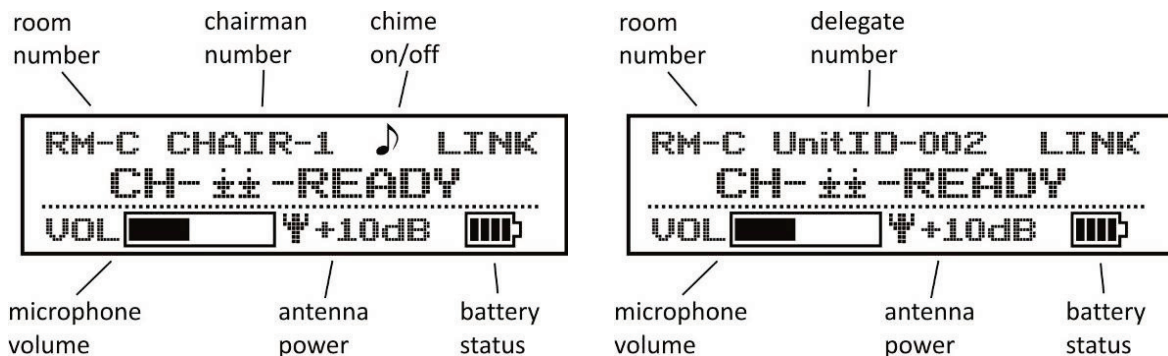 room number
chairman number
chime on/off
RM-C CHAIR-1 ♪ LINK
CH- ‡‡ -READY
VOL +10dB
microphone volume
antenna power
battery status
room number
delegate number
RM-C UnitID-002 LINK
CH- ‡‡ -READY
VOL +10dB
microphone volume
antenna power
battery status